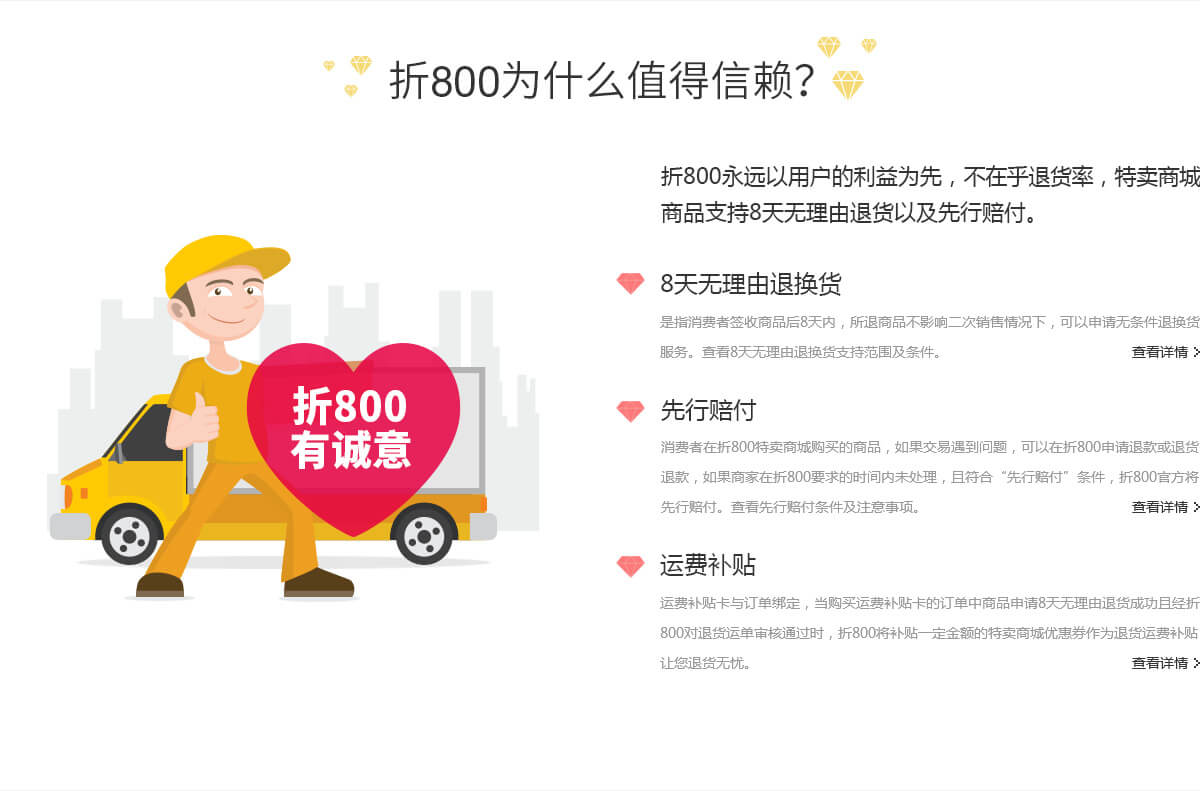 折800为什么值得信赖？
折800永远以用户的利益为先，不在乎退货率，特卖商城
商品支持8天无理由退货以及先行赔付。
8天无理由退换货
是指消费者签收商品后8天内，所退商品不影响二次销售情况下，可以申请无条件退换货
服务。查看8天无理由退换货支持范围及条件。
查看详情 >
先行赔付
消费者在折800特卖商城购买的商品，如果交易遇到问题，可以在折800申请退款或退货
退款，如果商家在折800要求的时间内未处理，且符合“先行赔付”条件，折800官方将
先行赔付。查看先行赔付条件及注意事项。
查看详情 >
运费补贴
运费补贴卡与订单绑定，当购买运费补贴卡的订单中商品申请8天无理由退货成功且经折
800对退货运单审核通过时，折800将补贴一定金额的特卖商城优惠券作为退货运费补贴
让您退货无忧。
查看详情 >
折800
有诚意